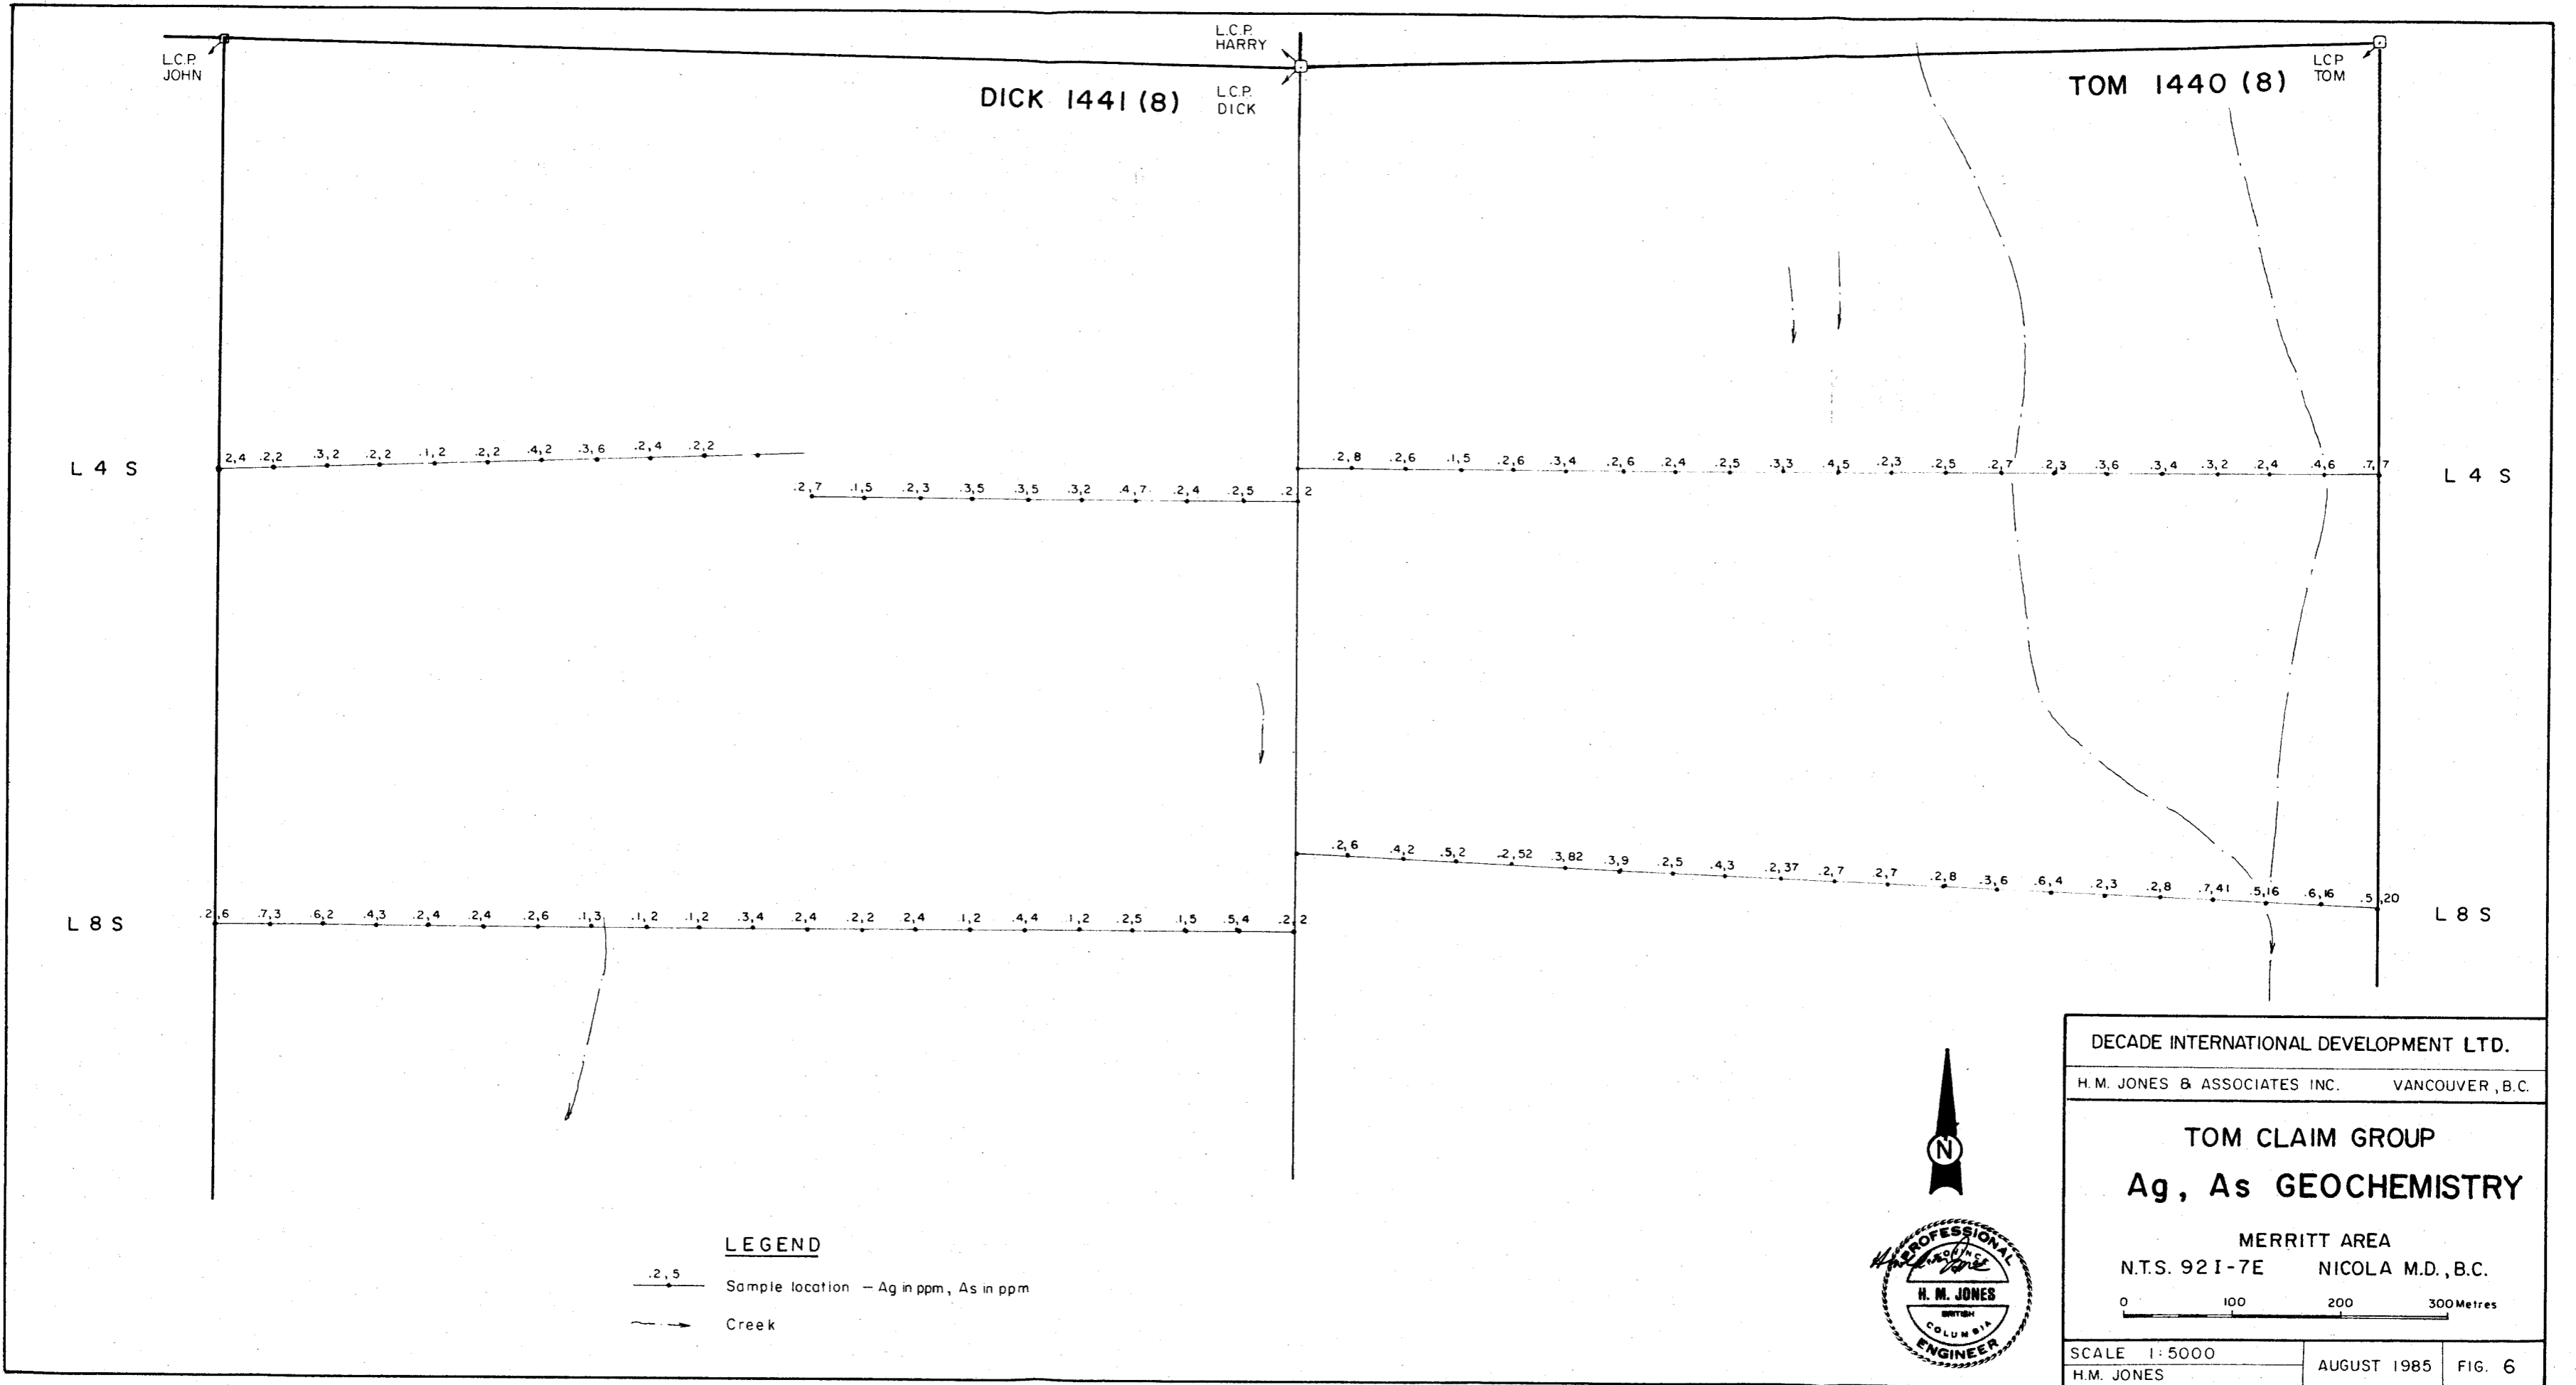 L.C.P.
JOHN
L.C.P.
HARRY
DICK 1441 (8)
L.C.P.
DICK
TOM 1440 (8)
LCP
TOM
L 4 S
2,4 .2,2 .3,2 .2,2 .1,2 .2,2 .4,2 .3,6 .2,4 .2,2
.2,7 .1,5 .2,3 .3,5 .3,5 .3,2 .4,7 .2,4 .2,5 .2,2
.2,8 .2,6 .1,5 .2,6 .3,4 .2,6 .2,4 .2,5 .3,3 .4,5 .2,3 .2,5 .2,7 .2,3 .3,6 .3,4 .3,2 .2,4 .4,6 .7,7
L 4 S
.2,6 .4,2 .5,2 .2,52 .3,82 .3,9 .2,5 .4,3 .2,37 .2,7 .2,7 .2,8 .3,6 .6,4 .2,3 .2,8 .7,41 .5,16 .6,16 .5,20
L 8 S
L 8 S
.2,6 .7,3 .6,2 .4,3 .2,4 .2,4 .2,6 .1,3 .1,2 .1,2 .3,4 .2,4 .2,2 .2,4 .1,2 .4,4 .1,2 .2,5 .1,5 .5,4 .2,2
LEGEND
.2,5
Sample location – Ag in ppm, As in ppm
Creek
N
PROFESSIONAL
PROVINCE
H. M. JONES
BRITISH
COLUMBIA
ENGINEER
DECADE INTERNATIONAL DEVELOPMENT LTD.
H.M. JONES & ASSOCIATES INC. VANCOUVER, B.C.
TOM CLAIM GROUP
Ag, As GEOCHEMISTRY
MERRITT AREA
N.T.S. 92 I-7E NICOLA M.D., B.C.
0 100 200 300 Metres
SCALE 1:5000
H.M. JONES
AUGUST 1985
FIG. 6